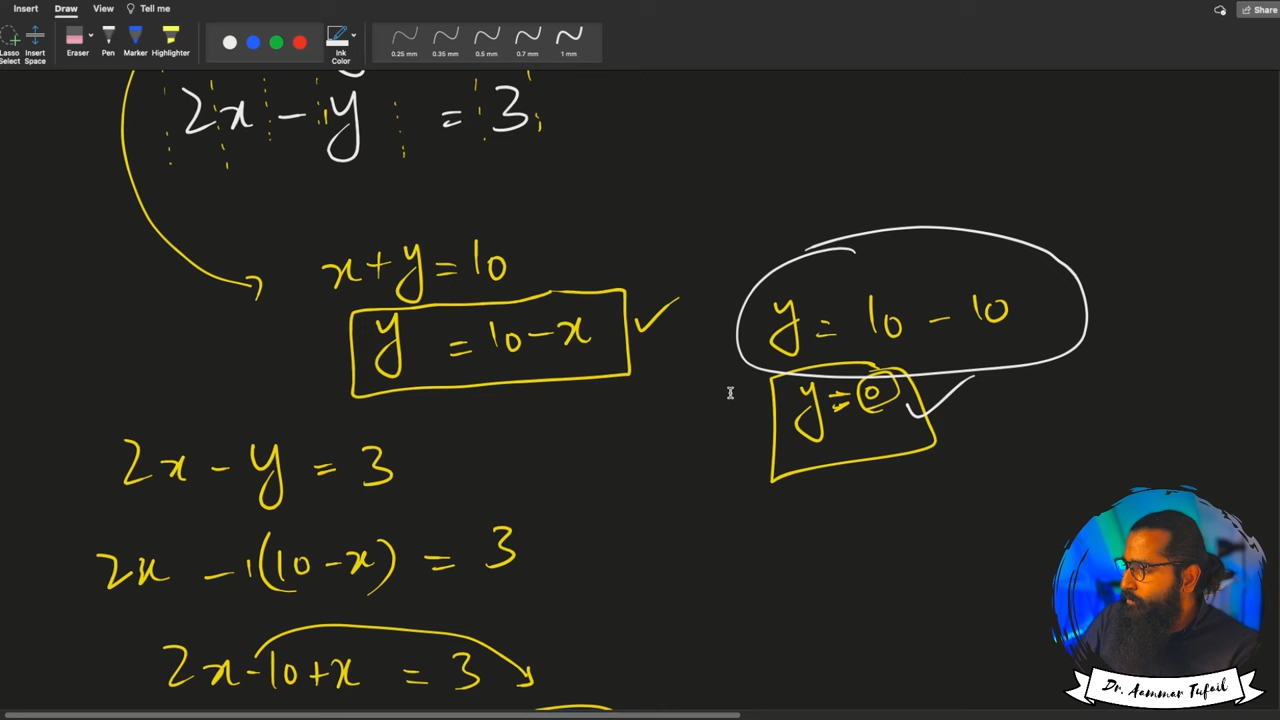 Insert Draw View Tell me
Share
Lasso Select
Insert Space
Eraser
Pen
Marker
Highlighter
Ink Color
0.25 mm
0.35 mm
0.5 mm
0.7 mm
1 mm
2x - y = 3
x + y = 10
y = 10 - x
y = 10 - 10
y = 0
2x - y = 3
2x - 1(10 - x) = 3
2x - 10 + x = 3
Dr. Aammar Tufail